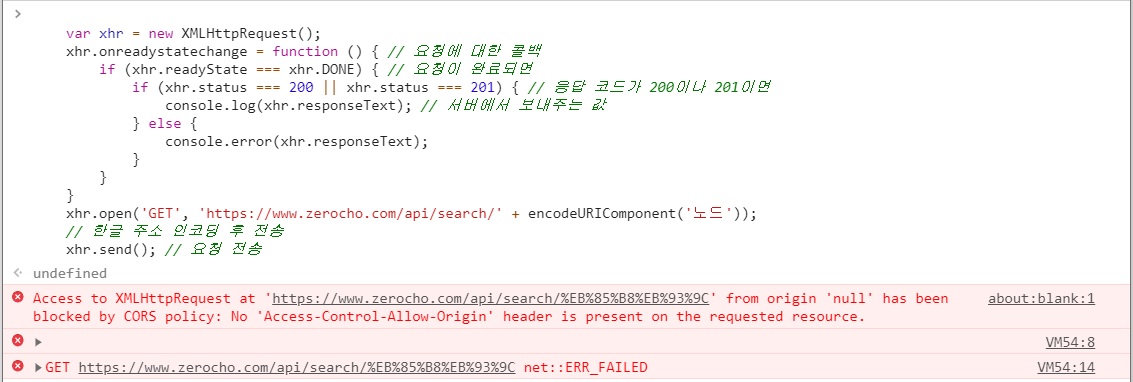 >
var xhr = new XMLHttpRequest();
xhr.onreadystatechange = function () { // 요청에 대한 콜백
if (xhr.readyState === xhr.DONE) { // 요청이 완료되면
if (xhr.status === 200 || xhr.status === 201) { // 응답 코드가 200이나 201이면
console.log(xhr.responseText); // 서버에서 보내주는 값
} else {
console.error(xhr.responseText);
}
}
}
xhr.open('GET', 'https://www.zerocho.com/api/search/' + encodeURIComponent('노드'));
// 한글 주소 인코딩 후 전송
xhr.send(); // 요청 전송
undefined
Access to XMLHttpRequest at 'https://www.zerocho.com/api/search/%EB%85%B8%EB%93%9C' from origin 'null' has been about:blank:1
blocked by CORS policy: No 'Access-Control-Allow-Origin' header is present on the requested resource.
VM54:8
GET https://www.zerocho.com/api/search/%EB%85%B8%EB%93%9C net::ERR_FAILED VM54:14